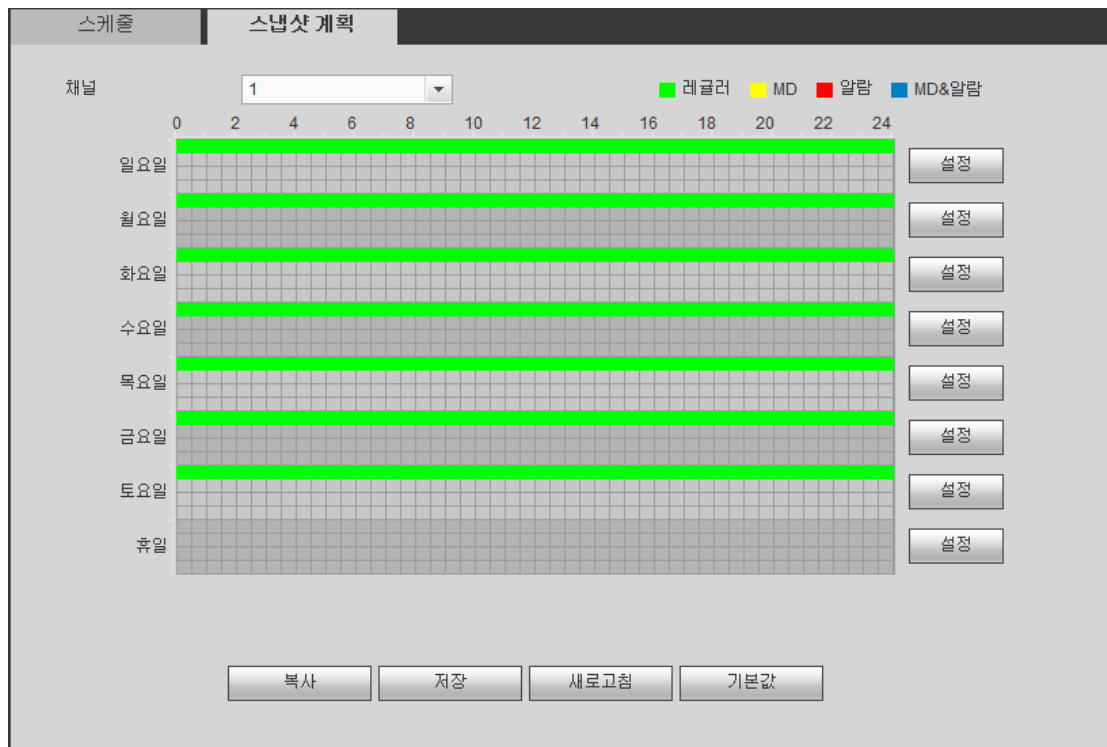 스케줄 스냅샷 계획
채널 1 레귤러 MD 알람 MD&알람
0 2 4 6 8 10 12 14 16 18 20 22 24
일요일 설정
월요일 설정
화요일 설정
수요일 설정
목요일 설정
금요일 설정
토요일 설정
휴일 설정
복사 저장 새로고침 기본값